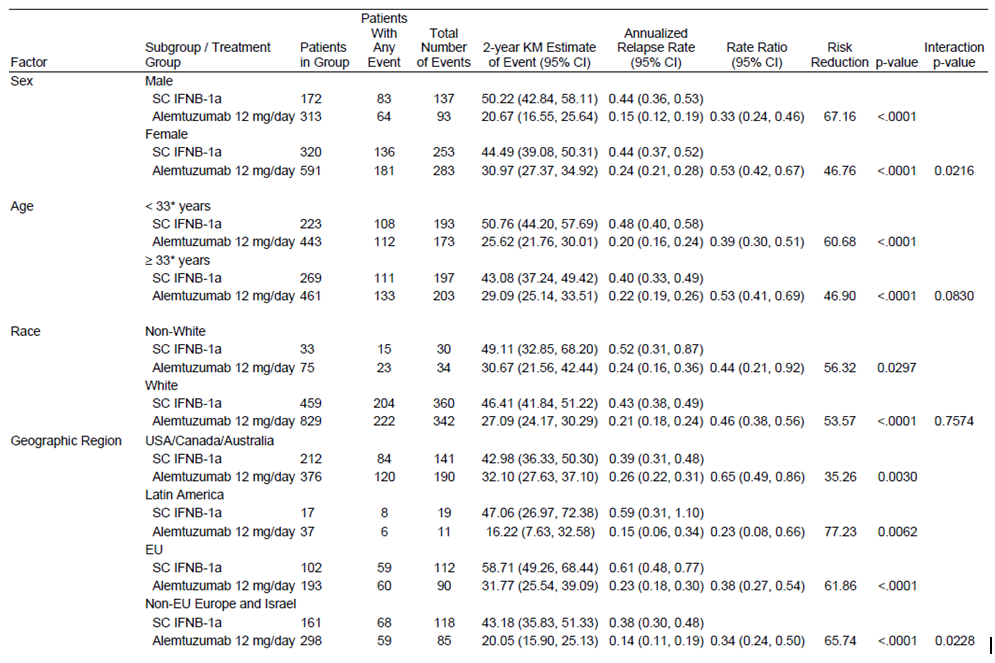 Factor Subgroup / Treatment Group Patients in Group Patients With Any Event Total Number of Events 2-year KM Estimate of Event (95% CI) Annualized Relapse Rate (95% CI) Rate Ratio (95% CI) Risk Reduction p-value Interaction p-value
Sex Male
SC IFNB-1a 172 83 137 50.22 (42.84, 58.11) 0.44 (0.36, 0.53)
Alemtuzumab 12 mg/day 313 64 93 20.67 (16.55, 25.64) 0.15 (0.12, 0.19) 0.33 (0.24, 0.46) 67.16 <.0001
Female
SC IFNB-1a 320 136 253 44.49 (39.08, 50.31) 0.44 (0.37, 0.52)
Alemtuzumab 12 mg/day 591 181 283 30.97 (27.37, 34.92) 0.24 (0.21, 0.28) 0.53 (0.42, 0.67) 46.76 <.0001 0.0216
Age < 33* years
SC IFNB-1a 223 108 193 50.76 (44.20, 57.69) 0.48 (0.40, 0.58)
Alemtuzumab 12 mg/day 443 112 173 25.62 (21.76, 30.01) 0.20 (0.16, 0.24) 0.39 (0.30, 0.51) 60.68 <.0001
≥ 33* years
SC IFNB-1a 269 111 197 43.08 (37.24, 49.42) 0.40 (0.33, 0.49)
Alemtuzumab 12 mg/day 461 133 203 29.09 (25.14, 33.51) 0.22 (0.19, 0.26) 0.53 (0.41, 0.69) 46.90 <.0001 0.0830
Race Non-White
SC IFNB-1a 33 15 30 49.11 (32.85, 68.20) 0.52 (0.31, 0.87)
Alemtuzumab 12 mg/day 75 23 34 30.67 (21.56, 42.44) 0.24 (0.16, 0.36) 0.44 (0.21, 0.92) 56.32 0.0297
White
SC IFNB-1a 459 204 360 46.41 (41.84, 51.22) 0.43 (0.38, 0.49)
Alemtuzumab 12 mg/day 829 222 342 27.09 (24.17, 30.29) 0.21 (0.18, 0.24) 0.46 (0.38, 0.56) 53.57 <.0001 0.7574
Geographic Region USA/Canada/Australia
SC IFNB-1a 212 84 141 42.98 (36.33, 50.30) 0.39 (0.31, 0.48)
Alemtuzumab 12 mg/day 376 120 190 32.10 (27.63, 37.10) 0.26 (0.22, 0.31) 0.65 (0.49, 0.86) 35.26 0.0030
Latin America
SC IFNB-1a 17 8 19 47.06 (26.97, 72.38) 0.59 (0.31, 1.10)
Alemtuzumab 12 mg/day 37 6 11 16.22 (7.63, 32.58) 0.15 (0.06, 0.34) 0.23 (0.08, 0.66) 77.23 0.0062
EU
SC IFNB-1a 102 59 112 58.71 (49.26, 68.44) 0.61 (0.48, 0.77)
Alemtuzumab 12 mg/day 193 60 90 31.77 (25.54, 39.09) 0.23 (0.18, 0.30) 0.38 (0.27, 0.54) 61.86 <.0001
Non-EU Europe and Israel
SC IFNB-1a 161 68 118 43.18 (35.83, 51.33) 0.38 (0.30, 0.48)
Alemtuzumab 12 mg/day 298 59 85 20.05 (15.90, 25.13) 0.14 (0.11, 0.19) 0.34 (0.24, 0.50) 65.74 <.0001 0.0228